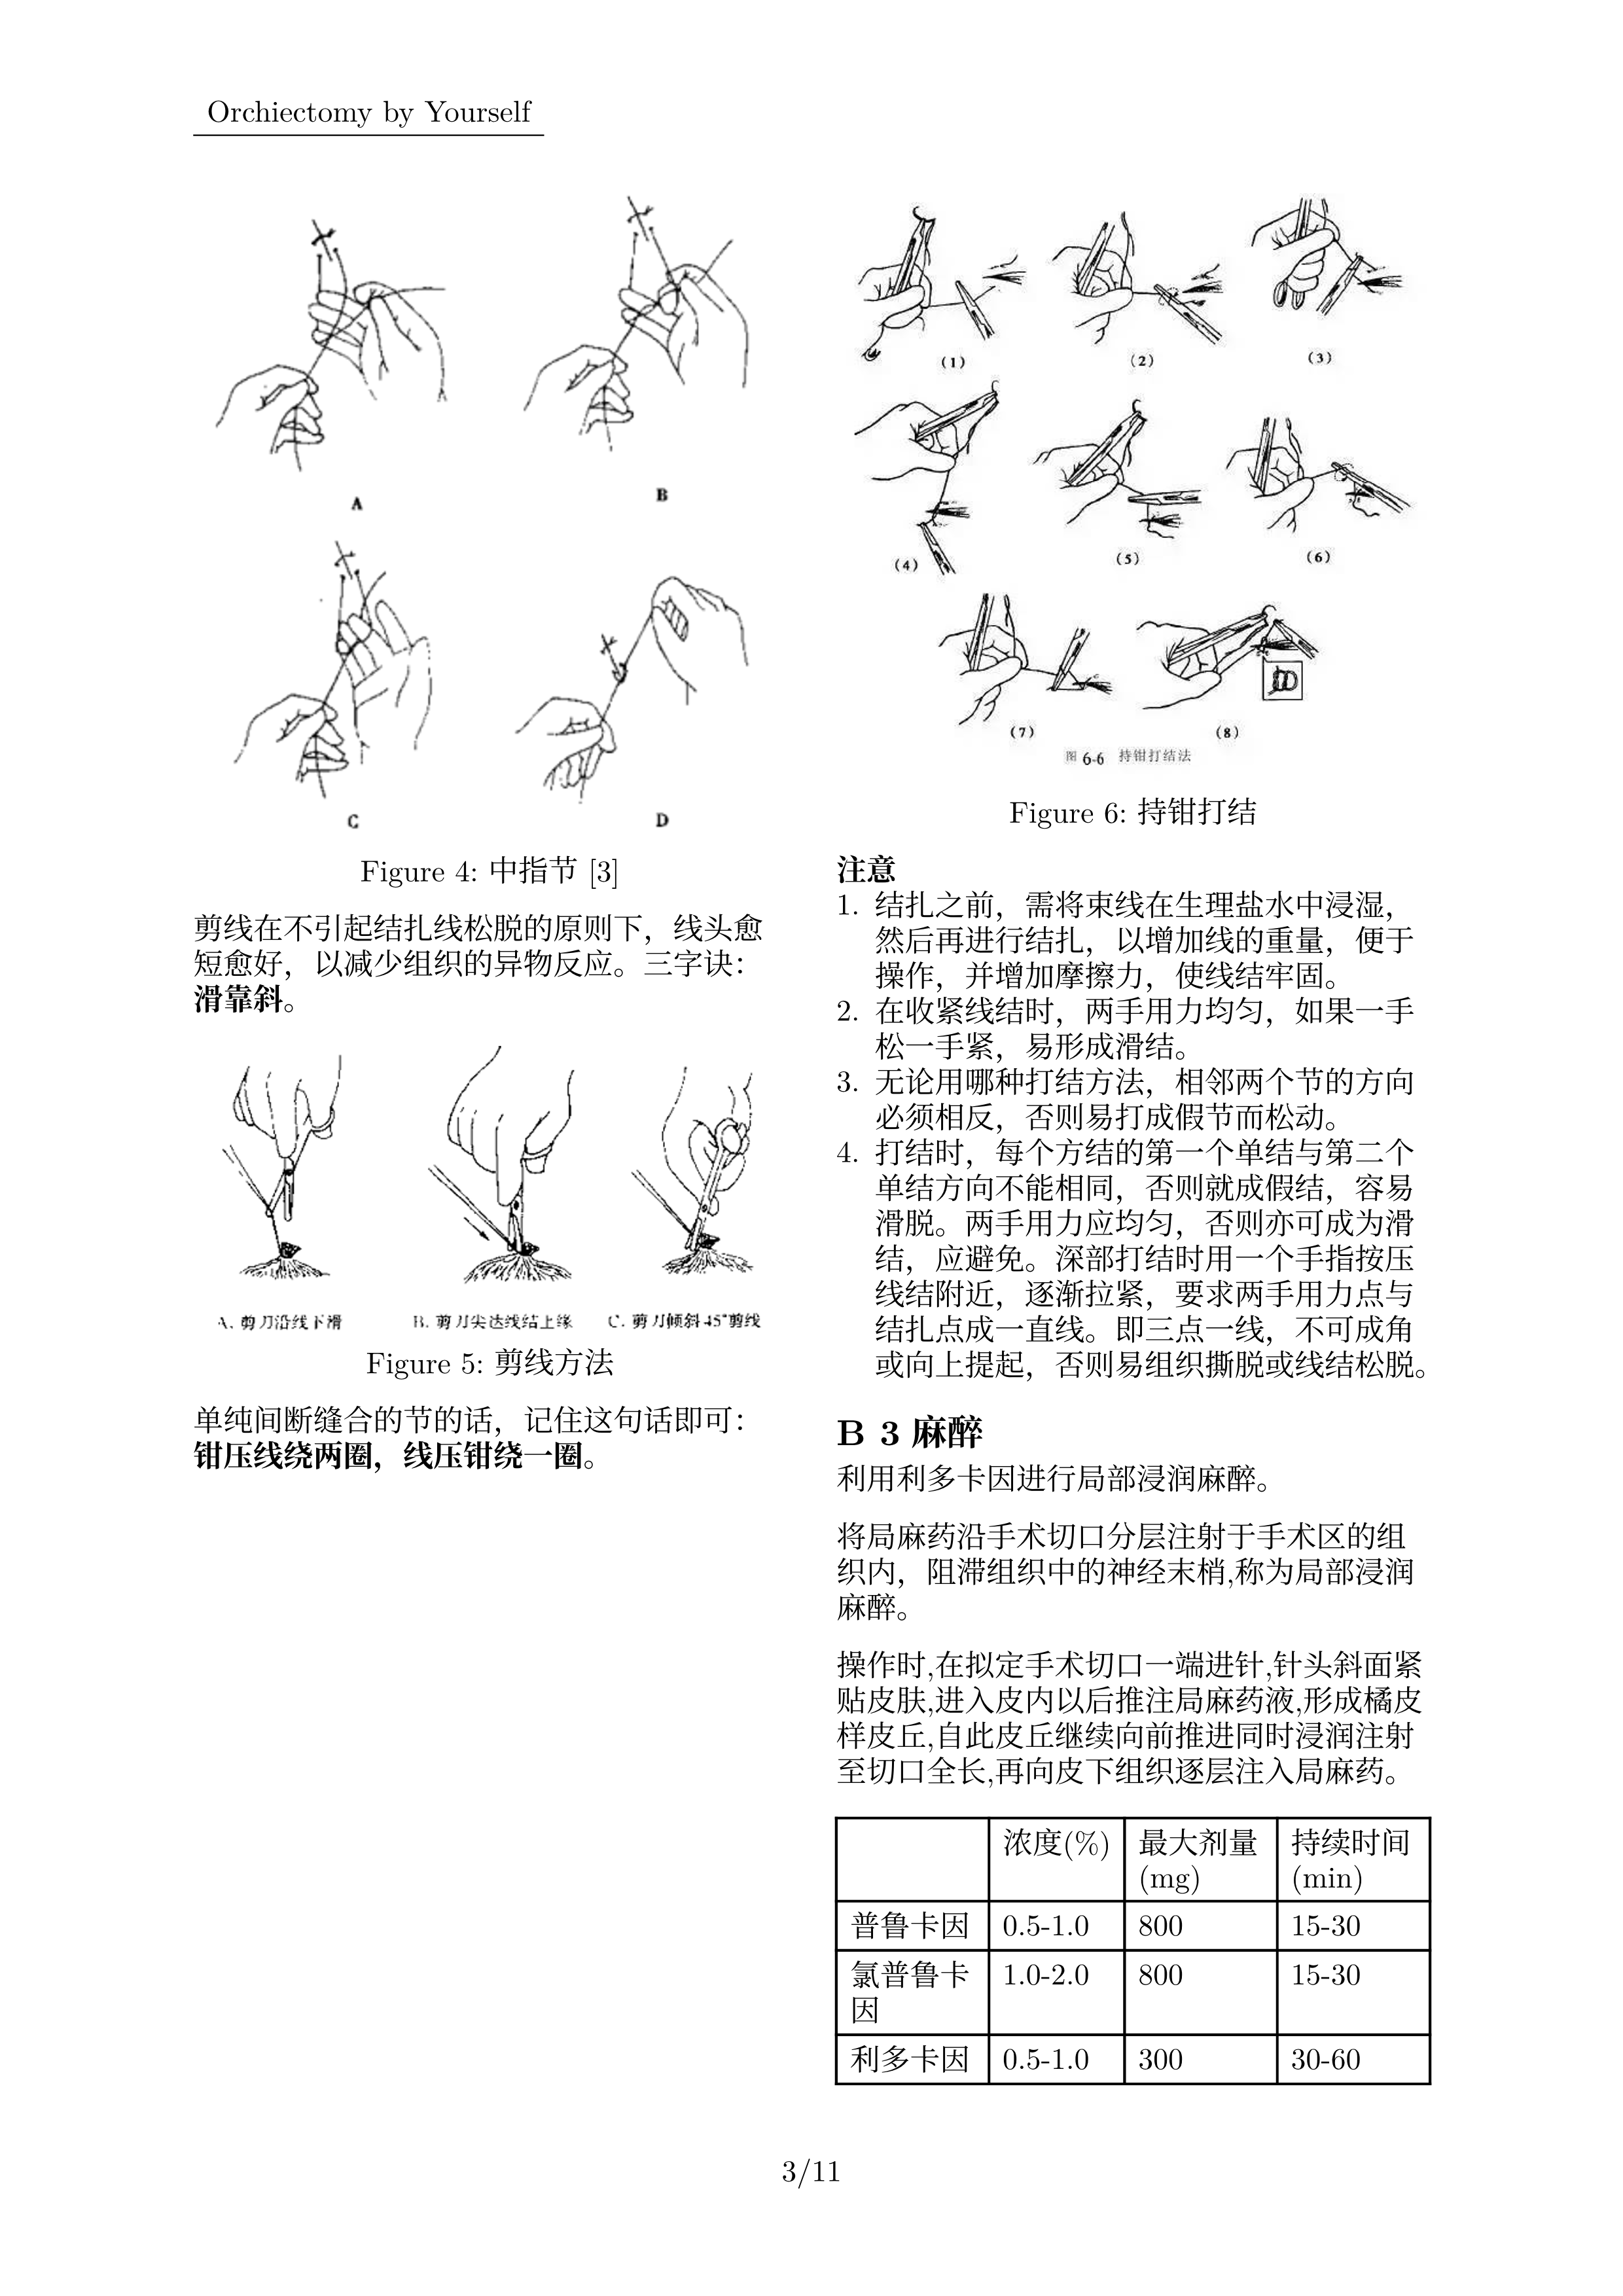 Orchiectomy by Yourself
A
B
C
D
Figure 4: 中指节 [3]
剪线在不引起结扎线松脱的原则下，线头愈
短愈好，以减少组织的异物反应。三字诀：
滑靠斜。
A. 剪刀沿线下滑
B. 剪刀尖达线结上缘
C. 剪刀倾斜45°剪线
Figure 5: 剪线方法
单纯间断缝合的节的话，记住这句话即可：
钳压线绕两圈，线压钳绕一圈。
(1)
(2)
(3)
(4)
(5)
(6)
(7)
(8)
图 6-6 持钳打结法
Figure 6: 持钳打结
注意
1. 结扎之前，需将束线在生理盐水中浸湿，
然后再进行结扎，以增加线的重量，便于
操作，并增加摩擦力，使线结牢固。
2. 在收紧线结时，两手用力均匀，如果一手
松一手紧，易形成滑结。
3. 无论用哪种打结方法，相邻两个节的方向
必须相反，否则易打成假节而松动。
4. 打结时，每个方结的第一个单结与第二个
单结方向不能相同，否则就成假结，容易
滑脱。两手用力应均匀，否则亦可成为滑
结，应避免。深部打结时用一个手指按压
线结附近，逐渐拉紧，要求两手用力点与
结扎点成一直线。即三点一线，不可成角
或向上提起，否则易组织撕脱或线结松脱。
B 3 麻醉
利用利多卡因进行局部浸润麻醉。
将局麻药沿手术切口分层注射于手术区的组
织内，阻滞组织中的神经末梢,称为局部浸润
麻醉。
操作时,在拟定手术切口一端进针,针头斜面紧
贴皮肤,进入皮内以后推注局麻药液,形成橘皮
样皮丘,自此皮丘继续向前推进同时浸润注射
至切口全长,再向皮下组织逐层注入局麻药。
浓度(%) 最大剂量 持续时间
(mg) (min)
普鲁卡因 0.5-1.0 800 15-30
氯普鲁卡 1.0-2.0 800 15-30
因
利多卡因 0.5-1.0 300 30-60
3/11